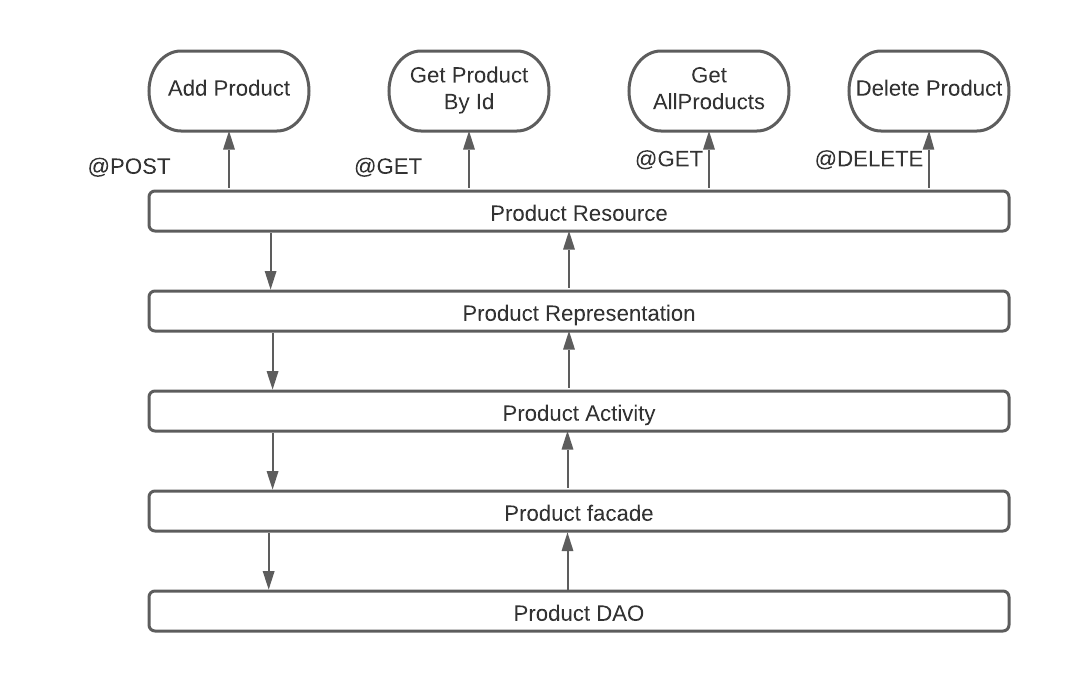 Add Product
Get Product
By Id
Get
AllProducts
Delete Product
@POST
@GET
@GET
@DELETE
Product Resource
Product Representation
Product Activity
Product facade
Product DAO